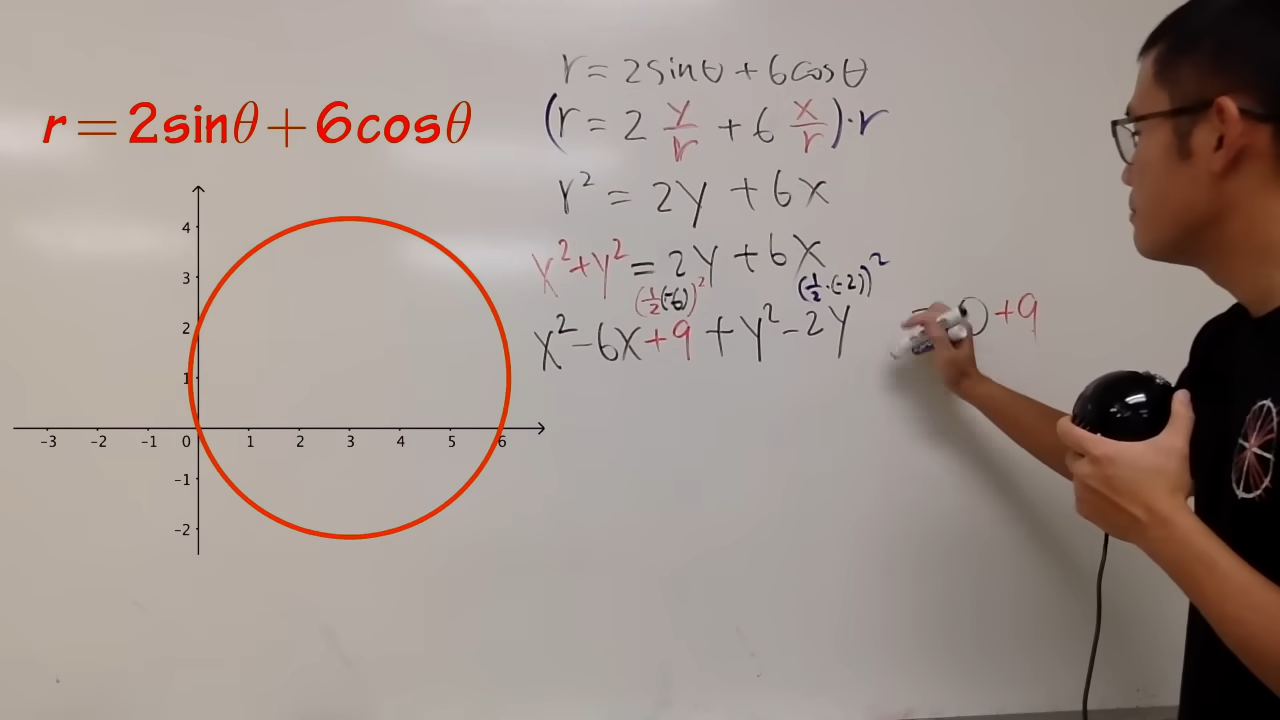 r = 2sinθ + 6cosθ
4
3
2
1
-3 -2 -1 0 1 2 3 4 5 6
-1
-2
r = 2sinθ + 6cosθ
(r = 2 y/r + 6 x/r)·r
r² = 2y + 6x
x² + y² = 2y + 6x
(1/2(-6))² (1/2·(-2))²
x² - 6x + 9 + y² - 2y = 0 + 9